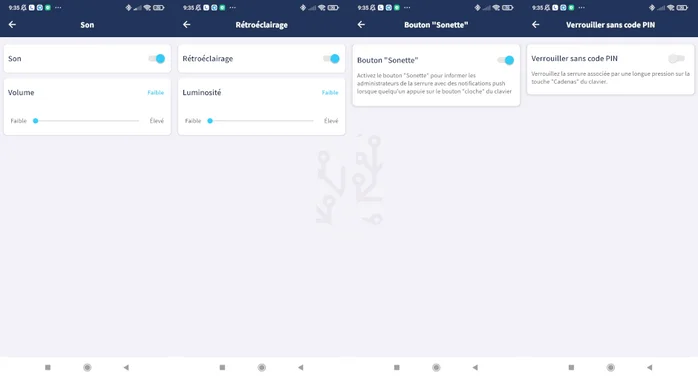 9:35
Son
Son
Volume
Faible
Faible
Élevé
9:35
Rétroéclairage
Rétroéclairage
Luminosité
Faible
Faible
Élevé
9:35
Bouton "Sonette"
Bouton "Sonette"
Activez le bouton "Sonette" pour informer les
administrateurs de la serrure avec des notifications push
lorsque quelqu'un appuie sur le bouton "cloche" du clavier
9:35
Verrouiller sans code PIN
Verrouiller sans code PIN
Verrouillez la serrure associée par une longue pression sur la
touche "Cadenas" du clavier.